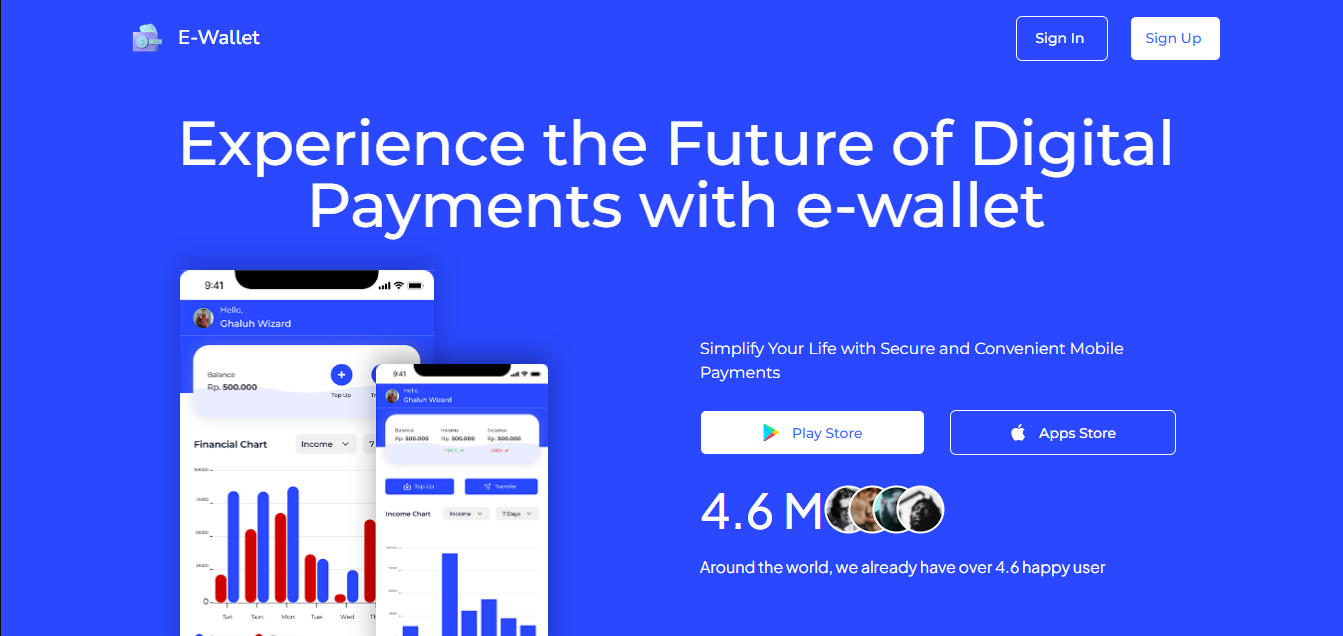 E-Wallet
Sign In
Sign Up
Experience the Future of Digital
Payments with e-wallet
9:41
Hello,
Ghaluh Wizard
Balance
Rp. 500.000
Top Up
Financial Chart
Income
7
0
Sat
Sun
Mon
Tue
Wed
9:41
Hello,
Ghaluh Wizard
Balance
Income
Expense
Rp. 500.000
Rp. 500.000
Rp. 500.000
Top Up
Transfer
Income Chart
Income
7 Days
Simplify Your Life with Secure and Convenient Mobile
Payments
Play Store
Apps Store
4.6 M
Around the world, we already have over 4.6 happy user